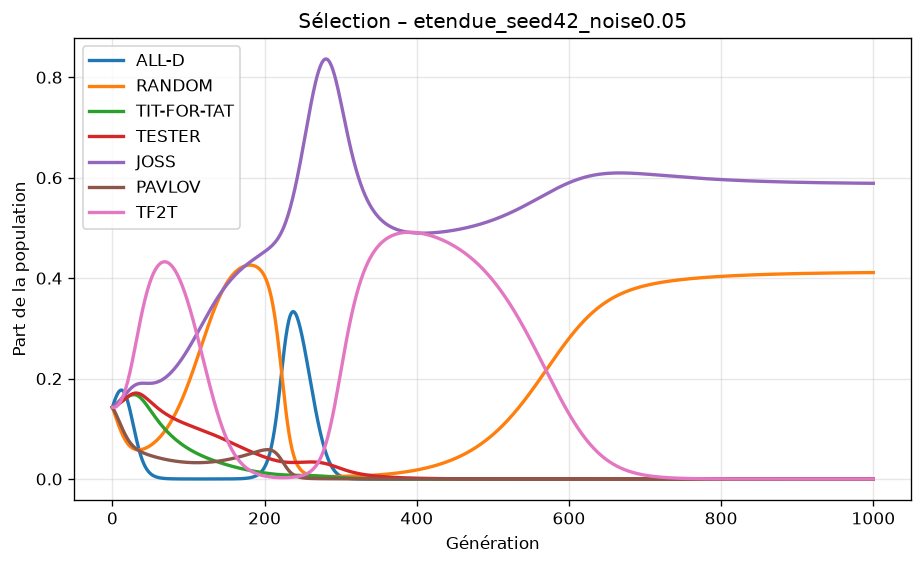 Sélection – etendue_seed42_noise0.05
ALL-D
RANDOM
TIT-FOR-TAT
TESTER
JOSS
PAVLOV
TF2T
Part de la population
0.8
0.6
0.4
0.2
0.0
0 200 400 600 800 1000
Génération